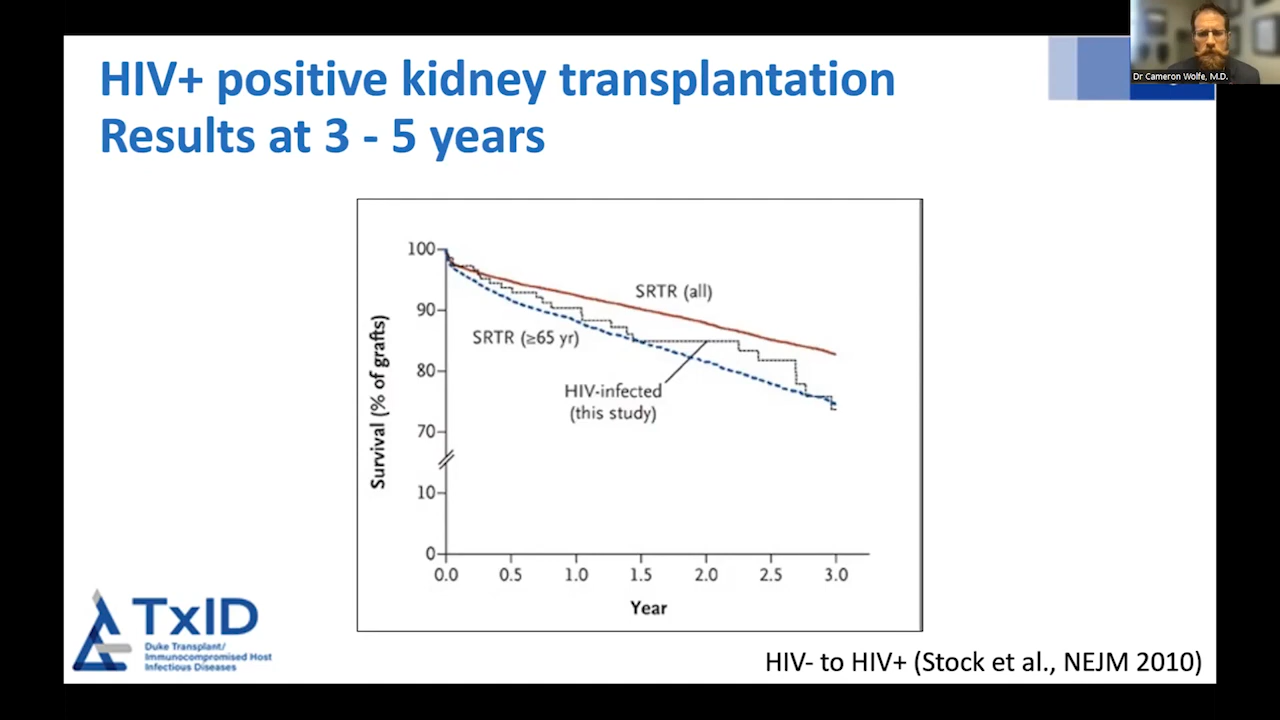 HIV+ positive kidney transplantation
Results at 3 - 5 years
Dr Cameron Wolfe, M.D.
100
90
80
70
10
0
Survival (% of grafts)
SRTR (all)
SRTR (≥65 yr)
HIV-infected
(this study)
0.0 0.5 1.0 1.5 2.0 2.5 3.0
Year
TxID
Duke Transplant/
Immunocompromised Host
Infectious Diseases
HIV- to HIV+ (Stock et al., NEJM 2010)